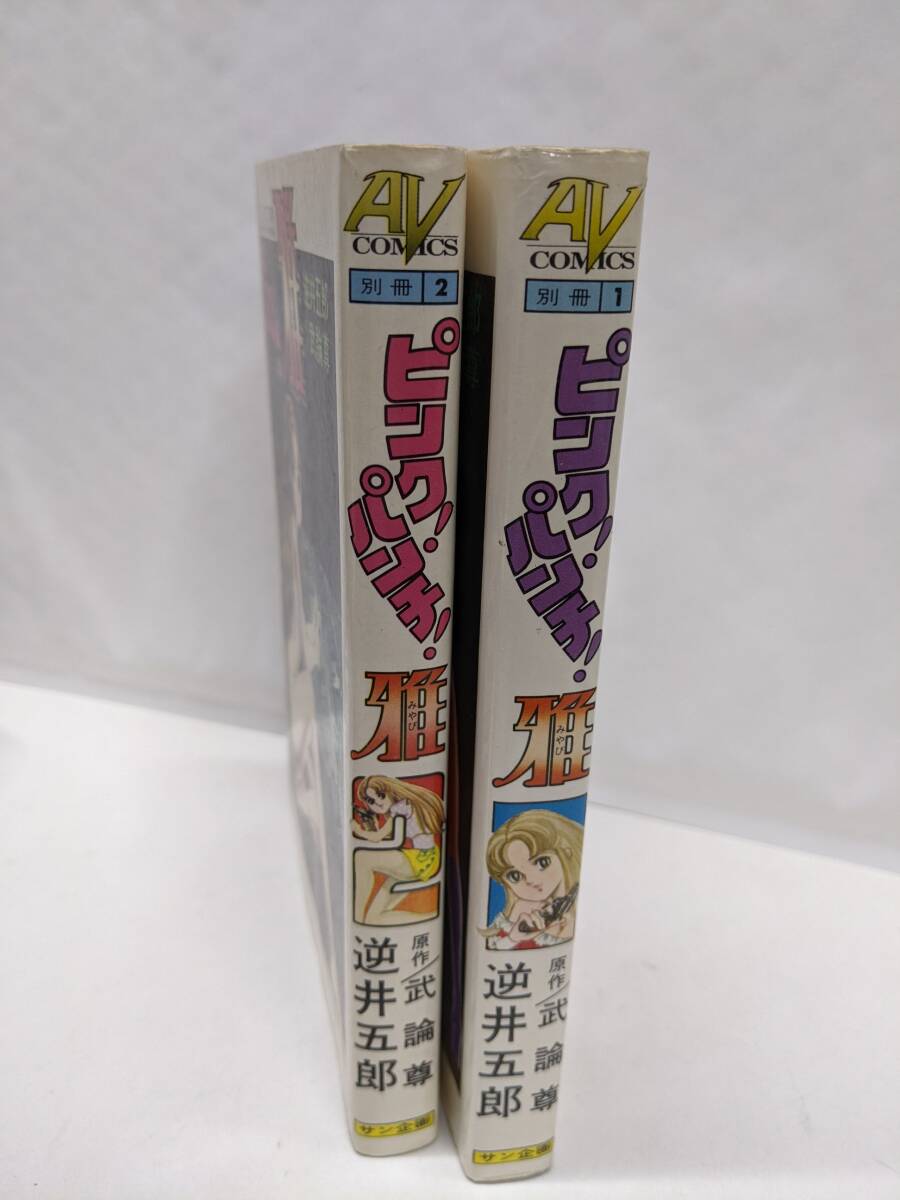 AV
COMICS
別冊 2
ピンク!
パンチ!
雅
みやび
2
原作/武論尊
逆井五郎
サン企画
AV
COMICS
別冊 1
ピンク!
パンチ!
雅
みやび
原作/武論尊
逆井五郎
サン企画